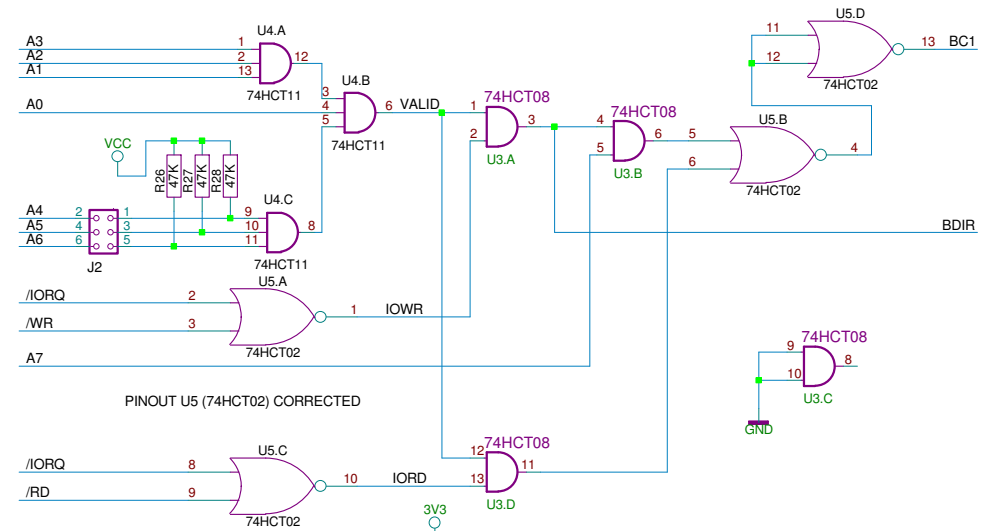 U5.D
11
12
13 BC1
74HCT02
U4.A
A3 1
A2 2
A1 13
12
74HCT11
U4.B
A0
3
4
5
6 VALID
74HCT11
74HCT08
1
2
3
U3.A
74HCT08
4
5
6
U3.B
U5.B
5
6
4
74HCT02
VCC
R26 47K
R27 47K
R28 47K
U4.C
A4 2 1 9
A5 4 3 10
A6 6 5 11
8
J2
74HCT11
BDIR
U5.A
/IORQ 2
/WR 3
1 IOWR
74HCT02
A7
74HCT08
9
10
8
U3.C
GND
PINOUT U5 (74HCT02) CORRECTED
U5.C
/IORQ 8
/RD 9
10 IORD
74HCT02
74HCT08
12
13
11
U3.D
3V3